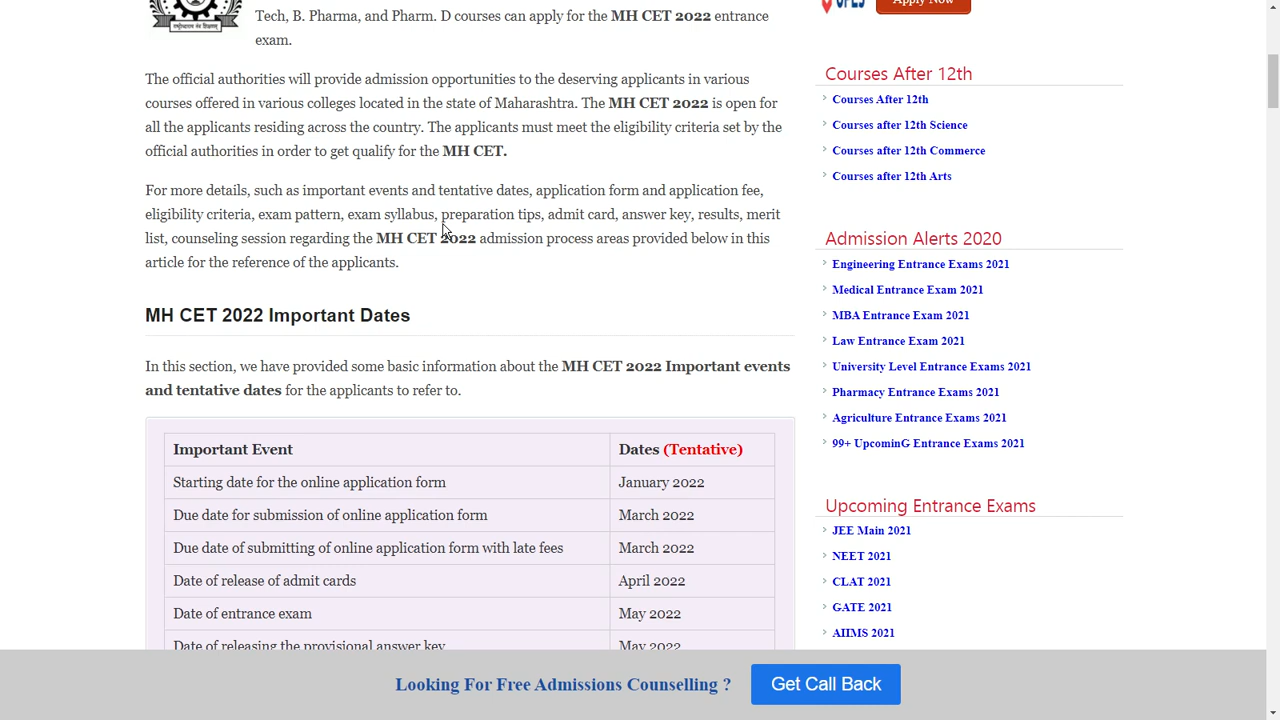 Tech, B. Pharma, and Pharm. D courses can apply for the MH CET 2022 entrance
exam.
The official authorities will provide admission opportunities to the deserving applicants in various
courses offered in various colleges located in the state of Maharashtra. The MH CET 2022 is open for
all the applicants residing across the country. The applicants must meet the eligibility criteria set by the
official authorities in order to get qualify for the MH CET.
For more details, such as important events and tentative dates, application form and application fee,
eligibility criteria, exam pattern, exam syllabus, preparation tips, admit card, answer key, results, merit
list, counseling session regarding the MH CET 2022 admission process areas provided below in this
article for the reference of the applicants.
MH CET 2022 Important Dates
In this section, we have provided some basic information about the MH CET 2022 Important events
and tentative dates for the applicants to refer to.
Important Event Dates (Tentative)
Starting date for the online application form January 2022
Due date for submission of online application form March 2022
Due date of submitting of online application form with late fees March 2022
Date of release of admit cards April 2022
Date of entrance exam May 2022
Date of releasing the provisional answer key May 2022
UPES
Apply Now
Courses After 12th
Courses After 12th
Courses after 12th Science
Courses after 12th Commerce
Courses after 12th Arts
Admission Alerts 2020
Engineering Entrance Exams 2021
Medical Entrance Exam 2021
MBA Entrance Exam 2021
Law Entrance Exam 2021
University Level Entrance Exams 2021
Pharmacy Entrance Exams 2021
Agriculture Entrance Exams 2021
99+ UpcominG Entrance Exams 2021
Upcoming Entrance Exams
JEE Main 2021
NEET 2021
CLAT 2021
GATE 2021
AIIMS 2021
Looking For Free Admissions Counselling ? Get Call Back